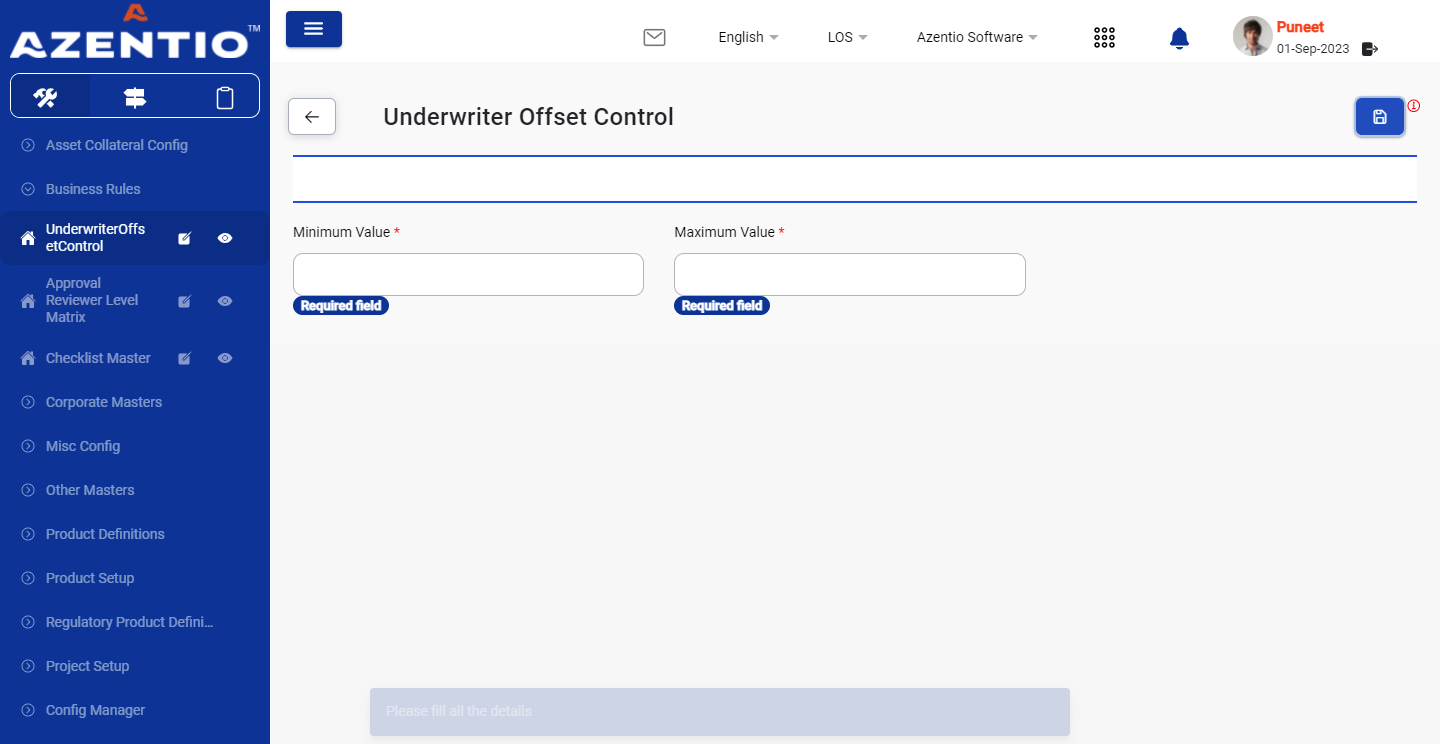 AZENTIO™
Asset Collateral Config
Business Rules
UnderwriterOffs
etControl
Approval
Reviewer Level
Matrix
Checklist Master
Corporate Masters
Misc Config
Other Masters
Product Definitions
Product Setup
Regulatory Product Defini...
Project Setup
Config Manager
English
LOS
Azentio Software
Puneet
01-Sep-2023
Underwriter Offset Control
Minimum Value *
Maximum Value *
Required field
Required field
Please fill all the details